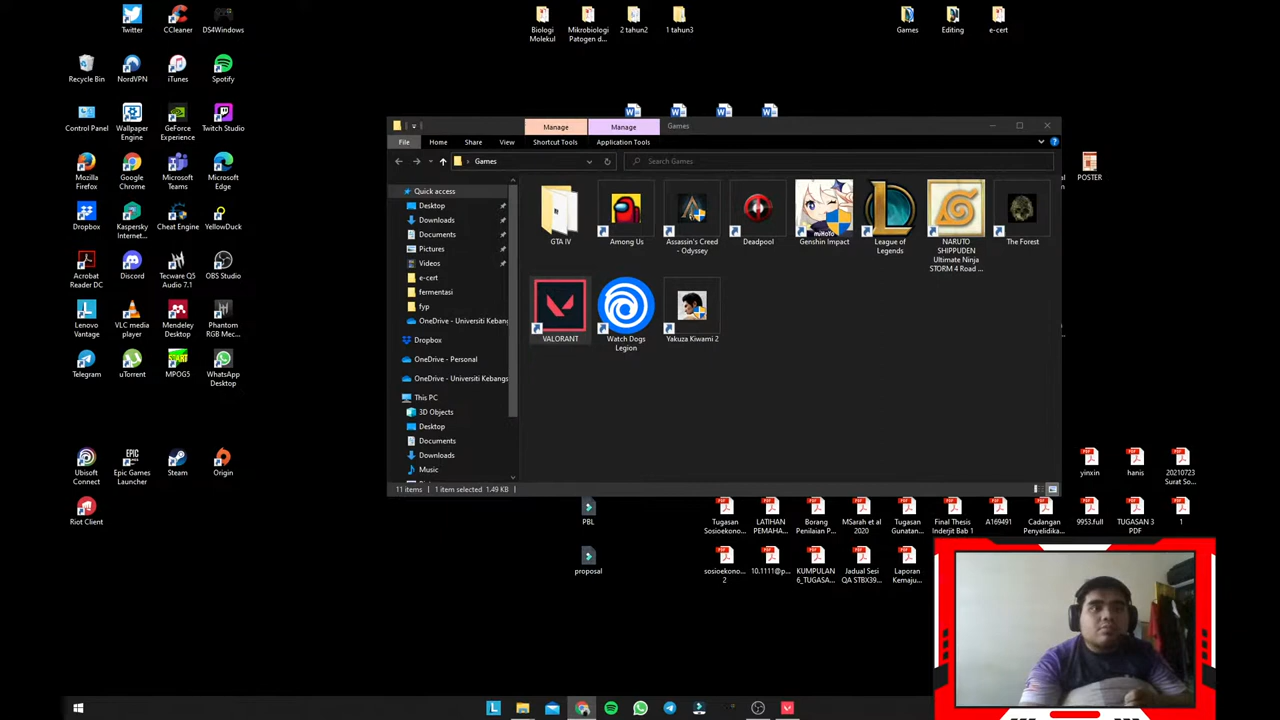 Twitter
CCleaner
DS4Windows
Biologi Molekul
Mikrobiologi Patogen d...
2 tahun2
1 tahun3
Games
Editing
e-cert
Recycle Bin
NordVPN
iTunes
Spotify
Control Panel
Wallpaper Engine
GeForce Experience
Twitch Studio
Mozilla Firefox
Google Chrome
Microsoft Teams
Microsoft Edge
Dropbox
Kaspersky Internet...
Cheat Engine
YellowDuck
Acrobat Reader DC
Discord
Tecware Q5 Audio 7.1
OBS Studio
Lenovo Vantage
VLC media player
Mendeley Desktop
Phantom RGB Mec...
Telegram
uTorrent
START
MPOG5
WhatsApp Desktop
Ubisoft Connect
EPIC GAMES
Epic Games Launcher
Steam
Origin
Riot Client
Manage
Manage
Games
File
Home
Share
View
Shortcut Tools
Application Tools
Games
Search Games
Quick access
Desktop
Downloads
Documents
Pictures
Videos
e-cert
fermentasi
fyp
OneDrive - Universiti Kebang
Dropbox
OneDrive - Personal
OneDrive - Universiti Kebangs
This PC
3D Objects
Desktop
Documents
Downloads
Music
GTA IV
Among Us
Assassin's Creed - Odyssey
Deadpool
Genshin Impact
League of Legends
NARUTO SHIPPUDEN Ultimate Ninja STORM 4 Road ...
The Forest
VALORANT
Watch Dogs Legion
Yakuza Kiwami 2
11 items
1 item selected 1.49 KB
POSTER
yinxin
hanis
20210723 Surat So...
PBL
Tugasan Sosioekono...
LATIHAN PEMAHA...
Borang Penilaian P...
MSarah et al 2020
Tugasan Gunatan...
Final Thesis Inderjit Bab 1
A169491
Cadangan Penyelidika...
9953.full
TUGASAN 3 PDF
1
proposal
sosioekono... 2
10.1111@p...
KUMPULAN 6_TUGASA...
Jadual Sesi QA STBX39...
Laporan Kemaju...